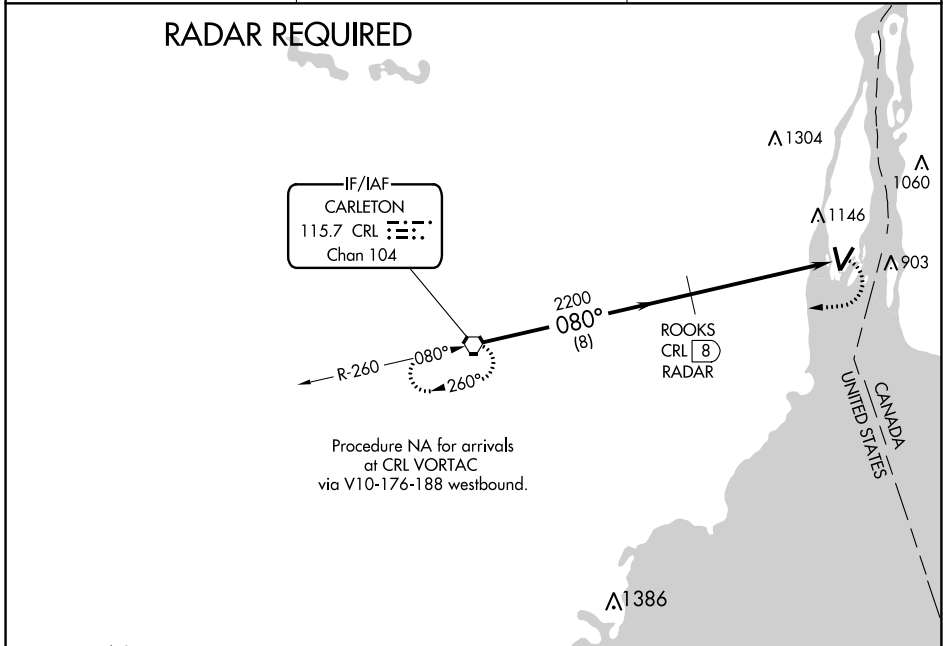 RADAR REQUIRED
1304
1060
IF/IAF
CARLETON
115.7 CRL
Chan 104
1146
V
903
2200
080°
(8)
ROOKS
CRL 8
RADAR
R-260
080°
260°
CANADA
UNITED STATES
Procedure NA for arrivals
at CRL VORTAC
via V10-176-188 westbound.
1386